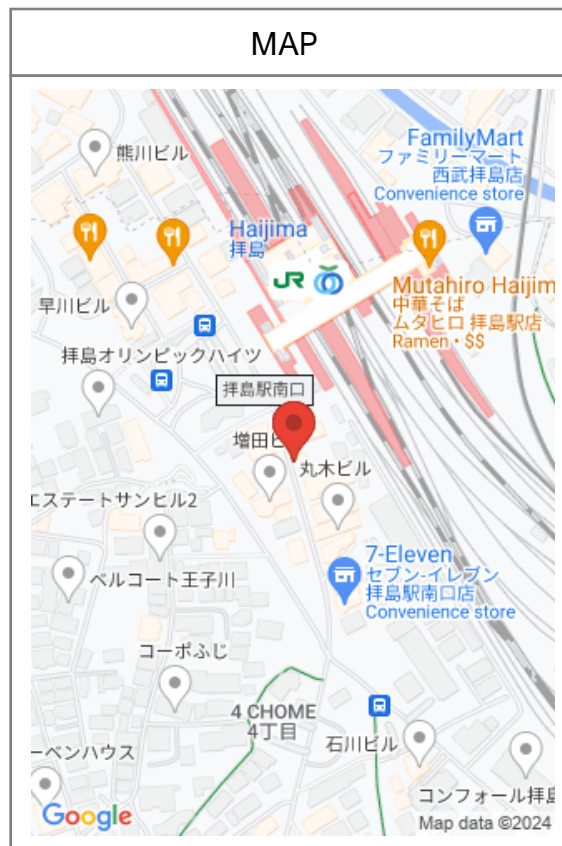 MAP
熊川ビル
FamilyMart
ファミリーマート
西武拝島店
Convenience store
Haijima
拝島
JR
早川ビル
Mutahiro Haijim
中華そば
ムタヒロ 拝島駅店
Ramen・$$
拝島オリンピックハイツ
拝島駅南口
増田ビ
丸木ビル
エステートサンヒル2
7-Eleven
セブン-イレブン
拝島駅南口店
Convenience store
ベルコート王子川
コーポふじ
4 CHOME
4丁目
石川ビル
ーベンハウス
コンフォール拝島
Google
Map data ©2024